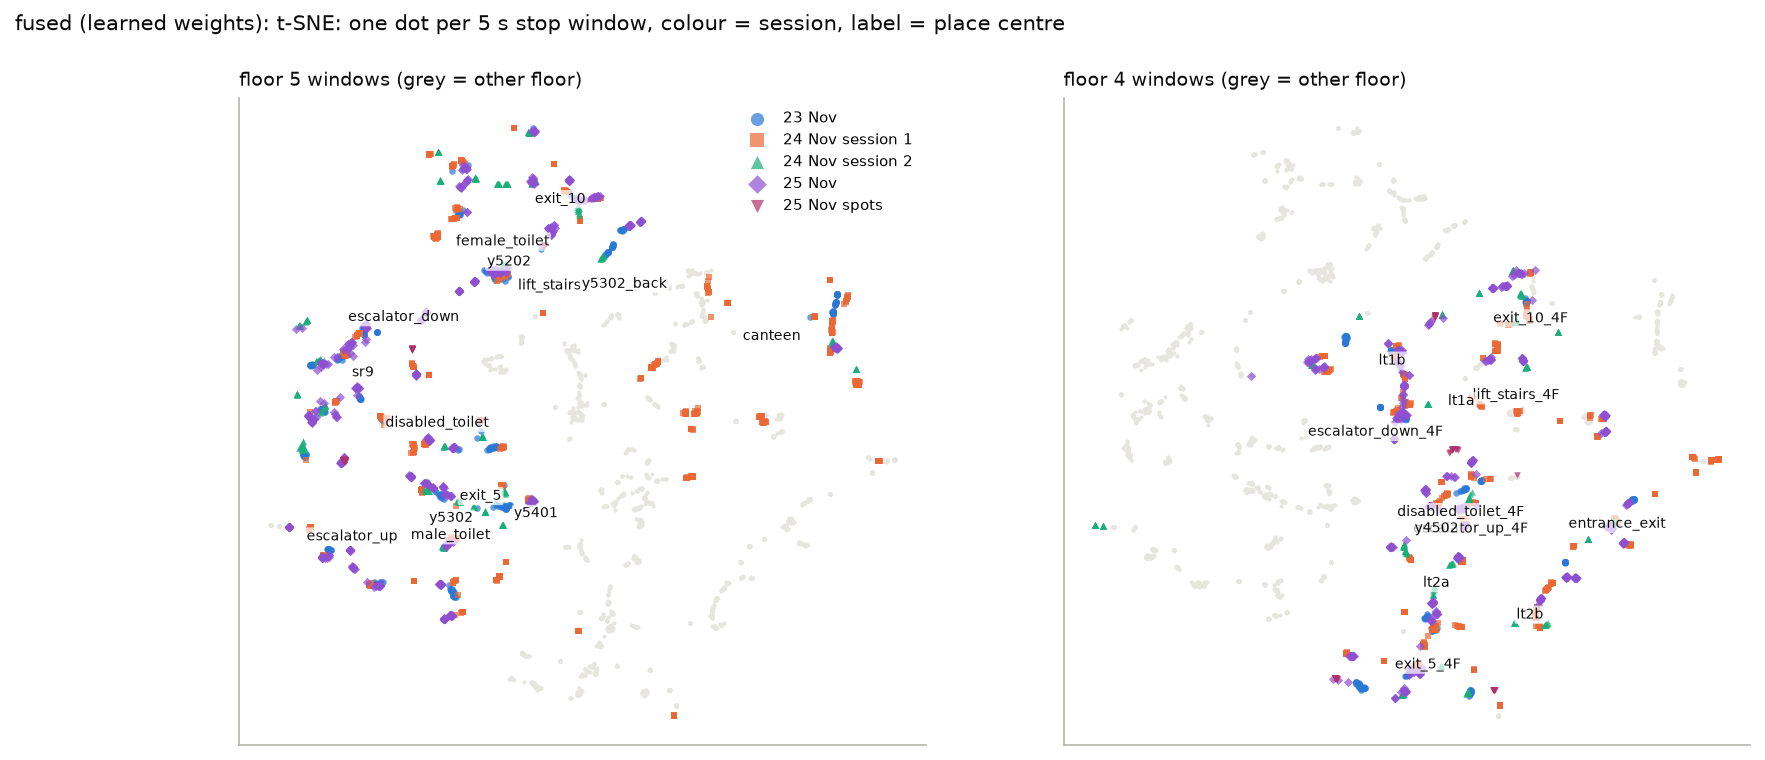 fused (learned weights): t-SNE: one dot per 5 s stop window, colour = session, label = place centre
floor 5 windows (grey = other floor)
23 Nov
24 Nov session 1
24 Nov session 2
25 Nov
25 Nov spots
exit_10
female_toilet
y5202
lift_stairs
y5302_back
escalator_down
canteen
sr9
disabled_toilet
exit_5
y5302
y5401
escalator_up
male_toilet
floor 4 windows (grey = other floor)
exit_10_4F
lt1b
lt1a
lift_stairs_4F
escalator_down_4F
disabled_toilet_4F
y4502
tor_up_4F
entrance_exit
lt2a
lt2b
exit_5_4F